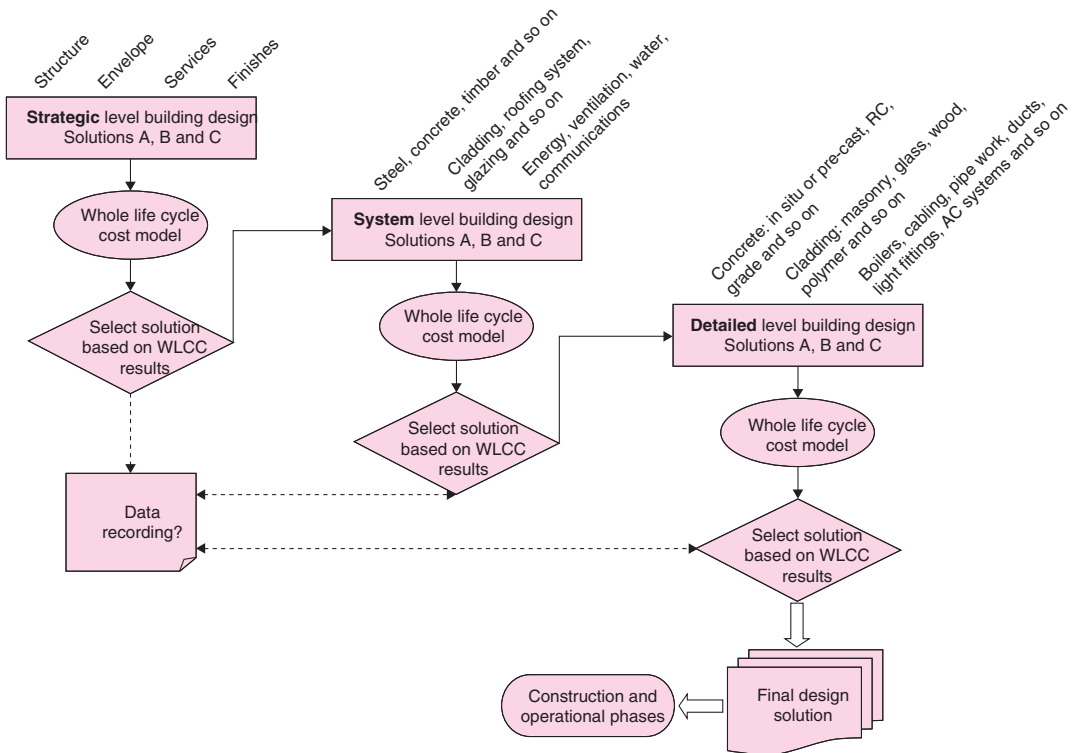 Structure
Envelope
Services
Finishes
Strategic level building design
Solutions A, B and C
Whole life cycle
cost model
Select solution
based on WLCC
results
Data
recording?
Steel, concrete, timber and so on
Cladding, roofing system,
glazing and so on
Energy, ventilation, water,
communications
System level building design
Solutions A, B and C
Whole life cycle
cost model
Select solution
based on WLCC
results
Concrete: in situ or pre-cast, RC,
grade and so on
Cladding: masonry, glass, wood,
polymer and so on
Boilers, cabling, pipe work, ducts,
light fittings, AC systems and so on
Detailed level building design
Solutions A, B and C
Whole life cycle
cost model
Select solution
based on WLCC
results
Final design
solution
Construction and
operational phases